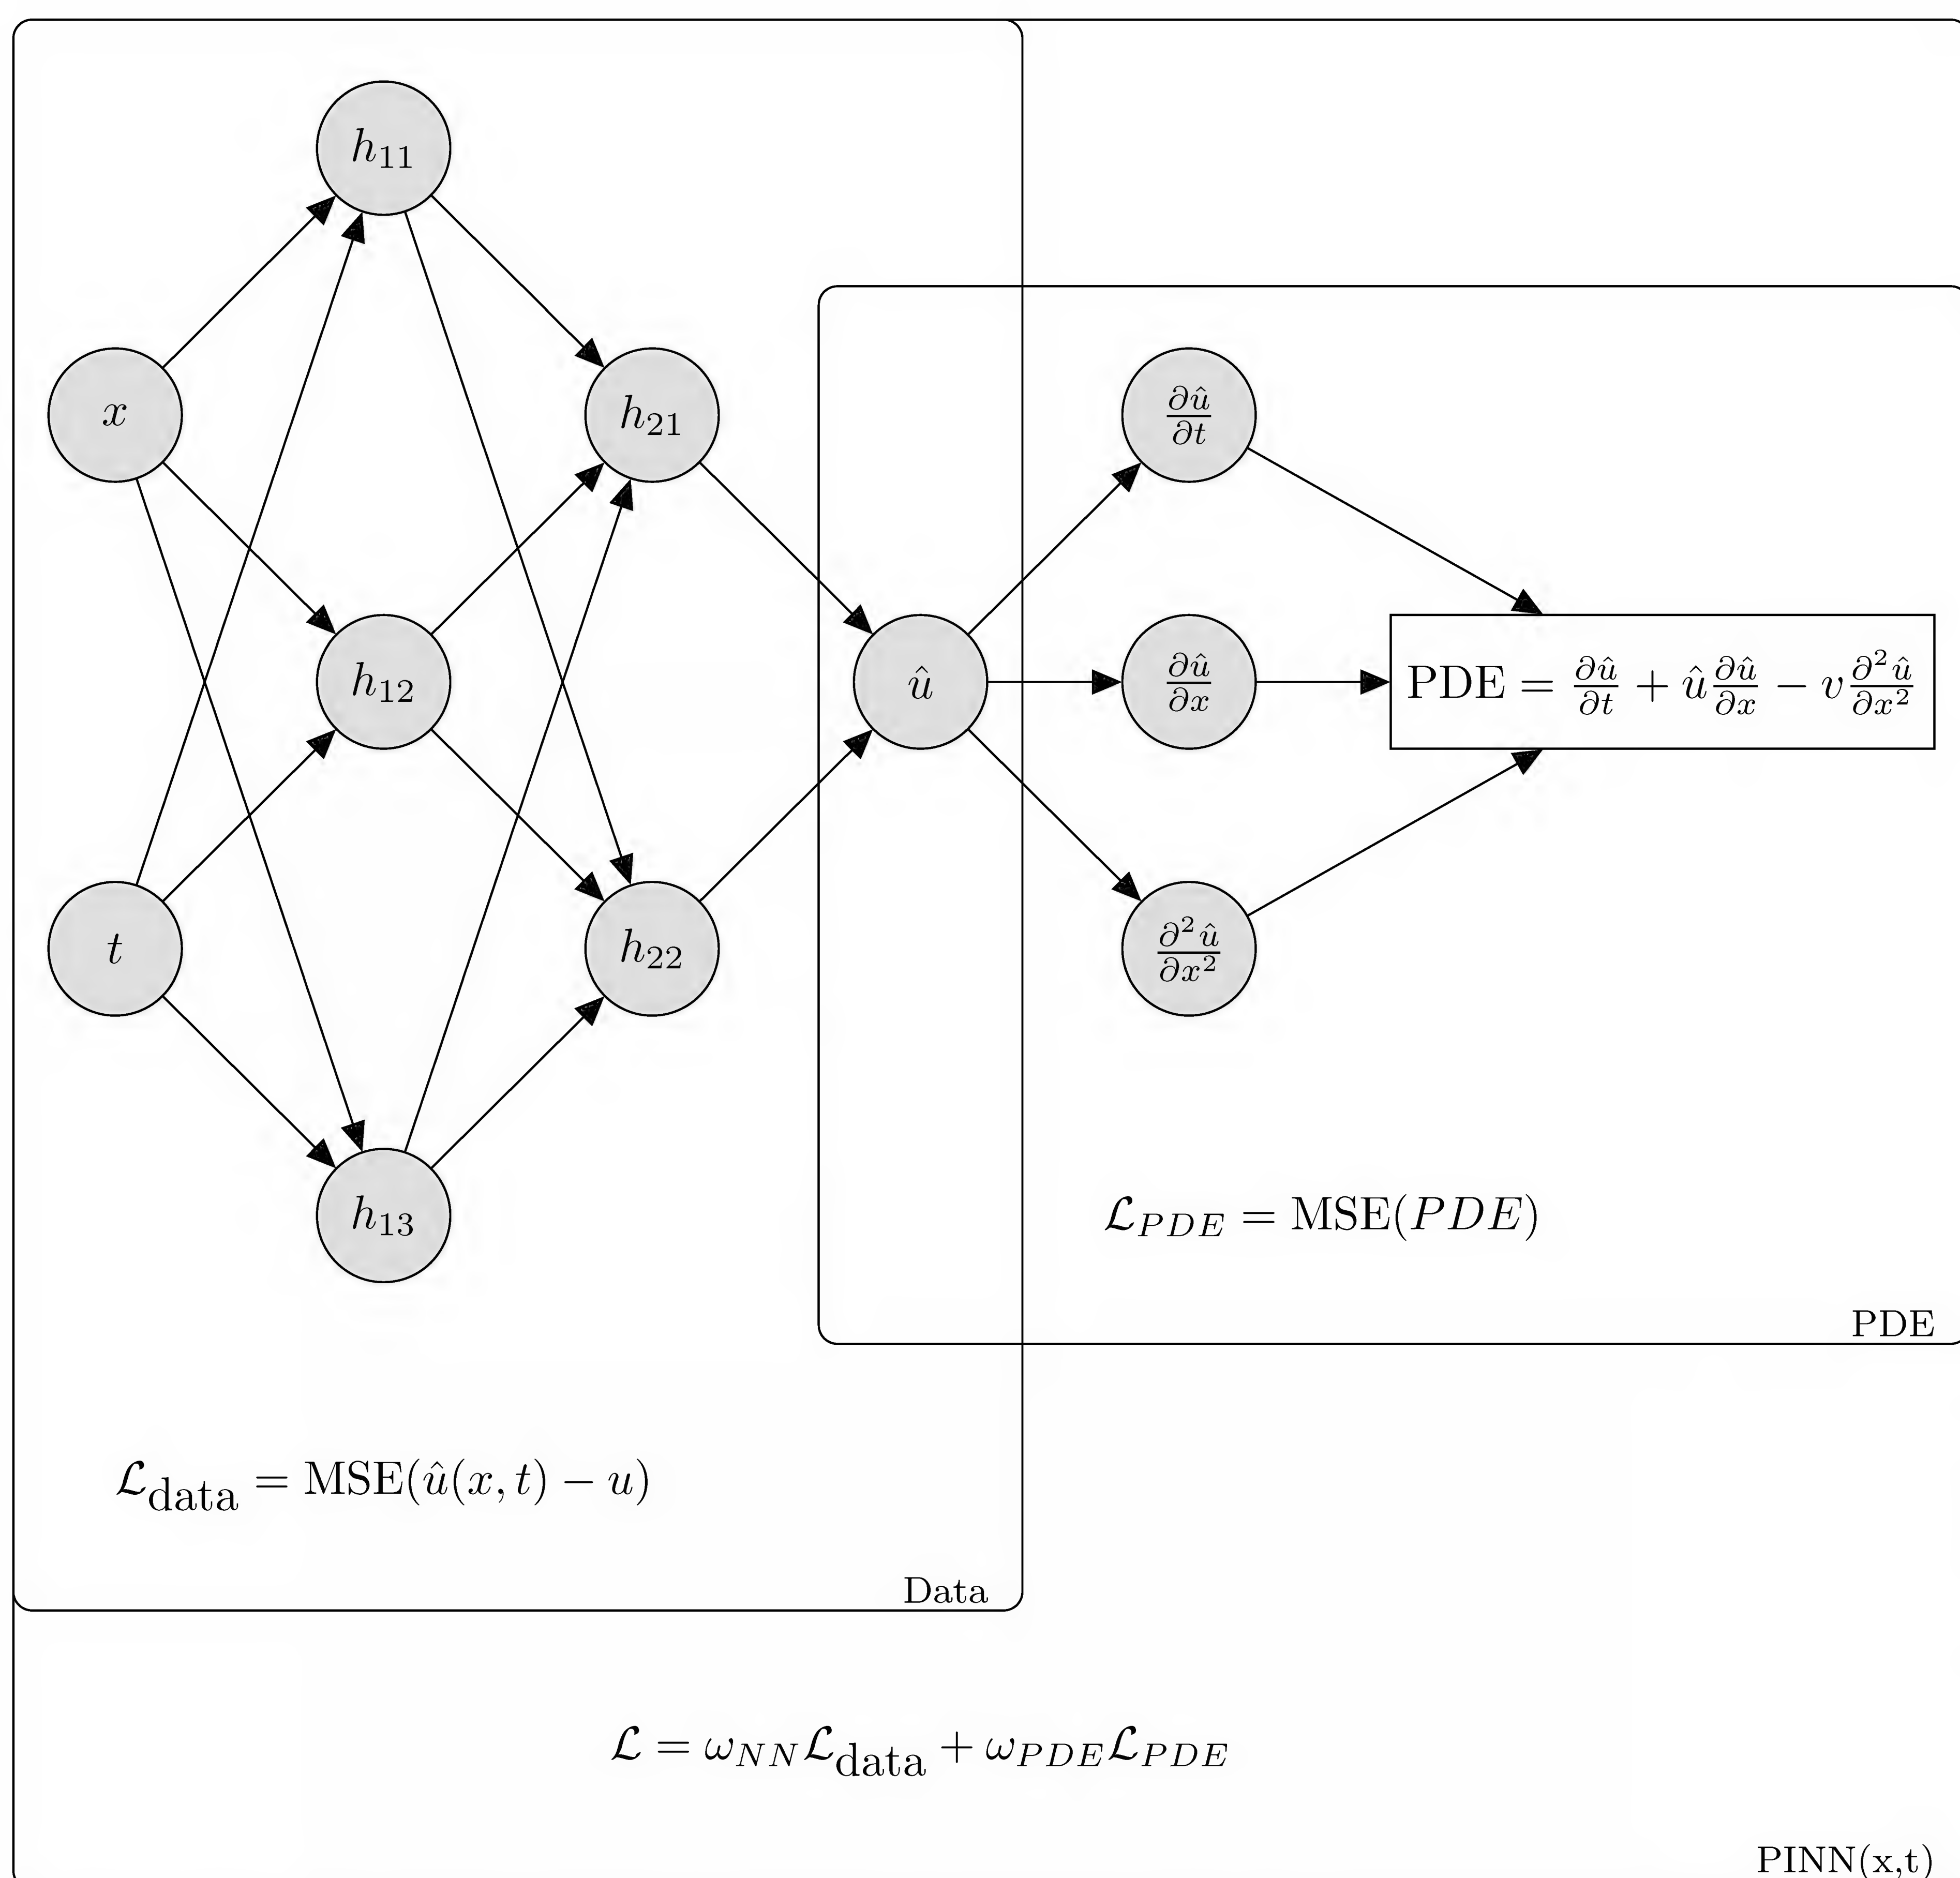 h₁₁
x
h₂₁
∂û/∂t
h₁₂
û
∂û/∂x
PDE = ∂û/∂t + û ∂û/∂x − v ∂²û/∂x²
t
h₂₂
∂²û/∂x²
h₁₃
ℒ_PDE = MSE(PDE)
PDE
ℒ_data = MSE(û(x, t) − u)
Data
ℒ = ω_NN ℒ_data + ω_PDE ℒ_PDE
PINN(x,t)